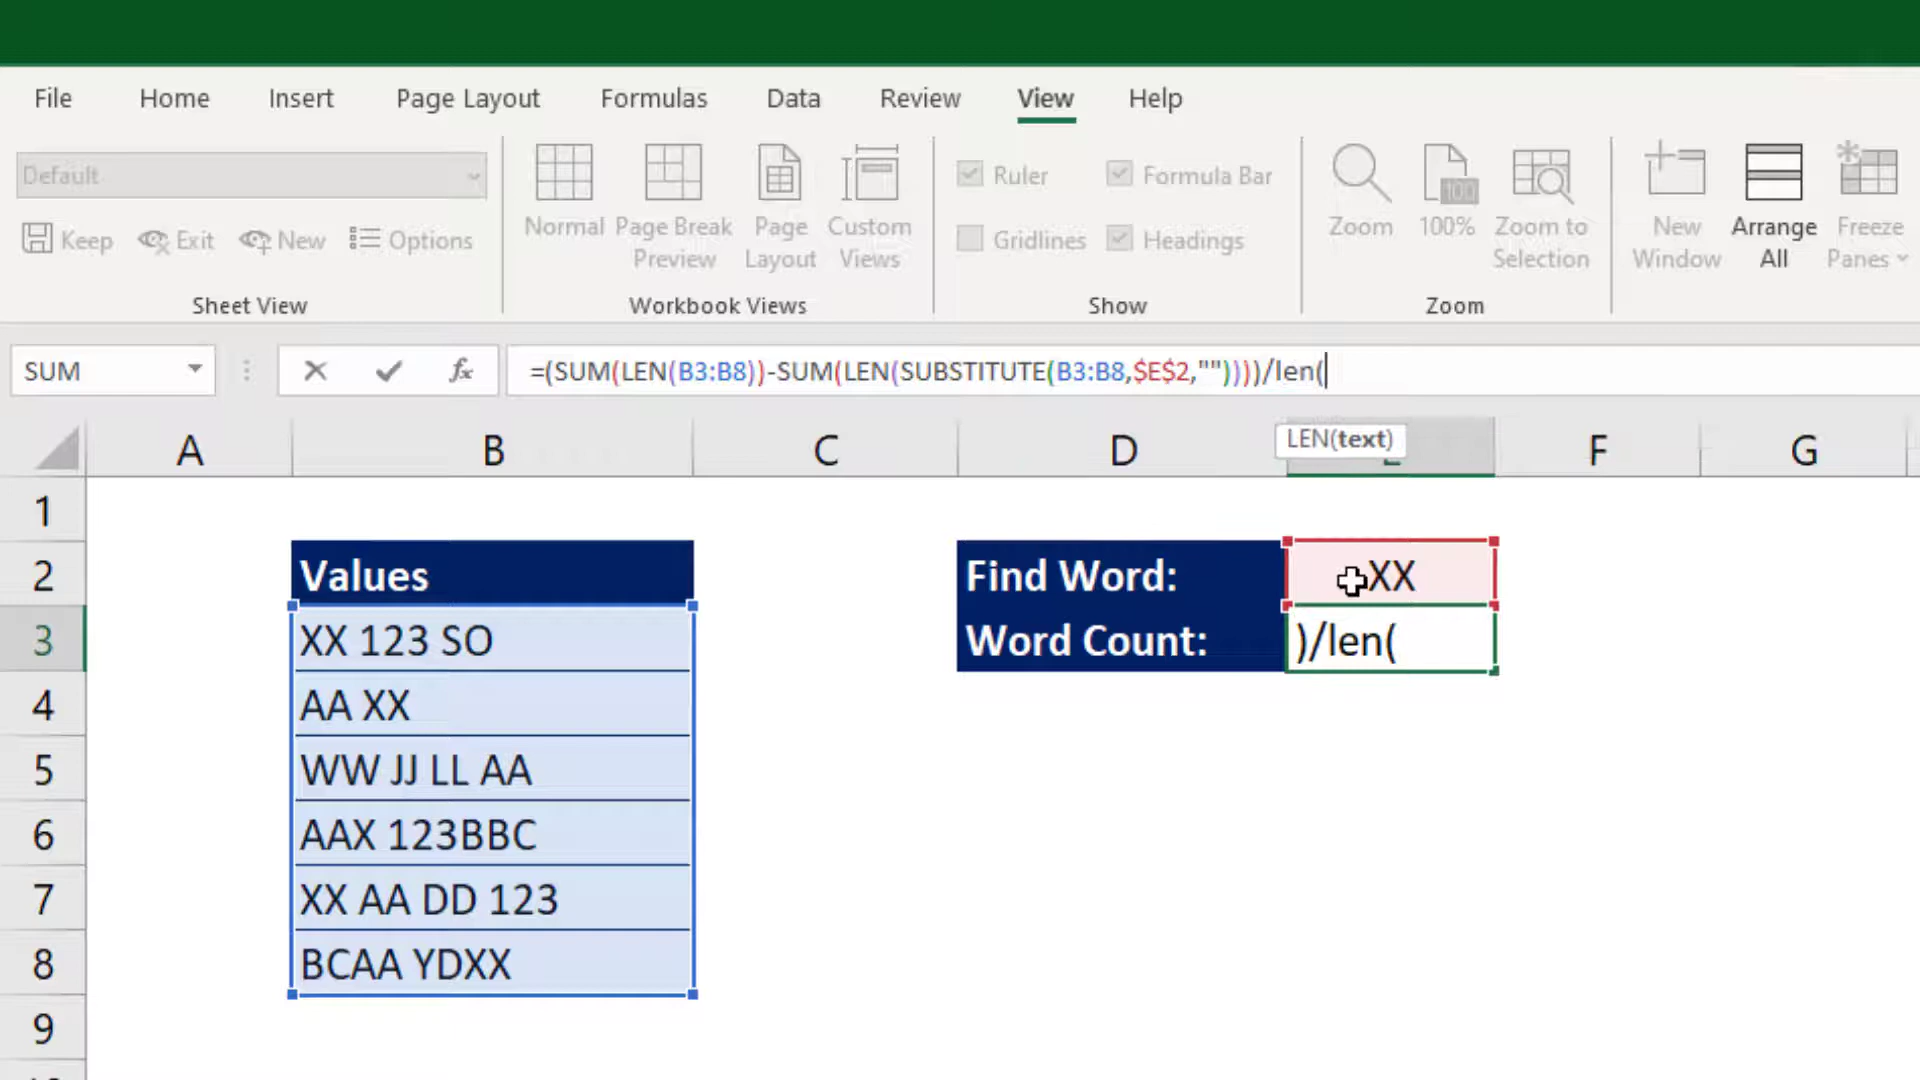 File Home Insert Page Layout Formulas Data Review View Help
Default
Keep Exit New Options
Sheet View
Normal Page Break Preview Page Layout Custom Views
Workbook Views
Ruler Formula Bar
Gridlines Headings
Show
Zoom 100% Zoom to Selection
Zoom
New Window Arrange All Freeze Panes
SUM fx =(SUM(LEN(B3:B8))-SUM(LEN(SUBSTITUTE(B3:B8,$E$2,""))))/len(
LEN(text)
A B C D F G
1
2 Values Find Word: XX
3 XX 123 SO Word Count: )/len(
4 AA XX
5 WW JJ LL AA
6 AAX 123BBC
7 XX AA DD 123
8 BCAA YDXX
9